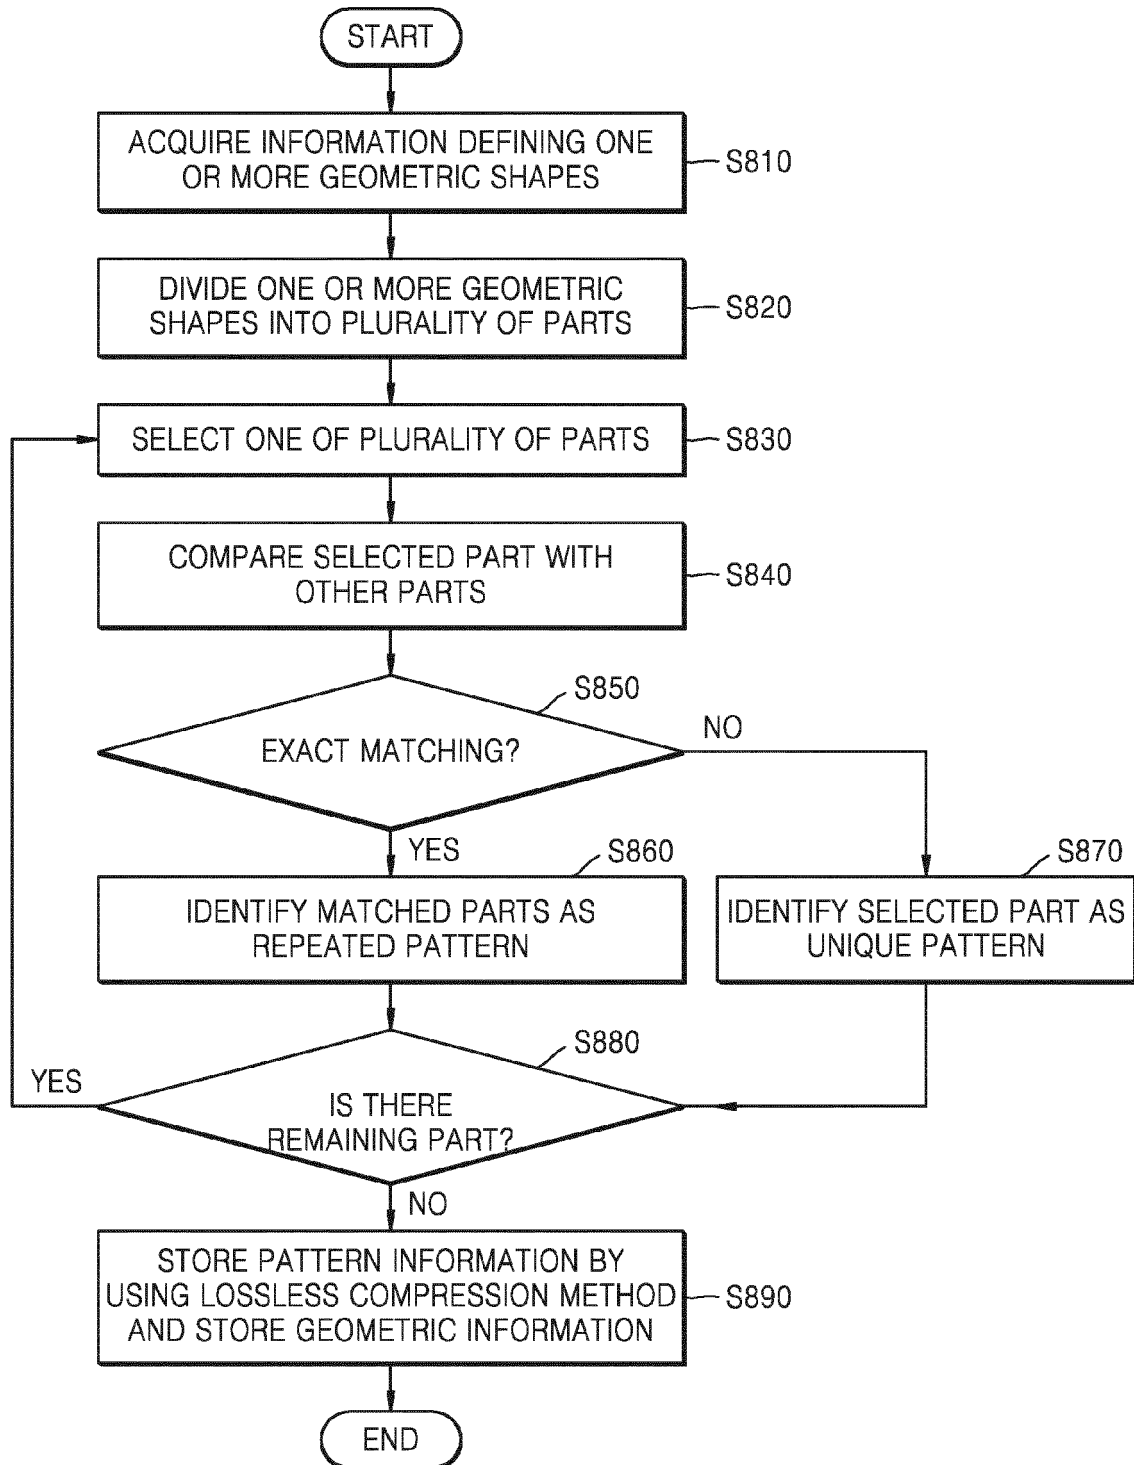 START
ACQUIRE INFORMATION DEFINING ONE
OR MORE GEOMETRIC SHAPES
S810
DIVIDE ONE OR MORE GEOMETRIC
SHAPES INTO PLURALITY OF PARTS
S820
SELECT ONE OF PLURALITY OF PARTS
S830
COMPARE SELECTED PART WITH
OTHER PARTS
S840
S850
EXACT MATCHING?
NO
YES
S860
IDENTIFY MATCHED PARTS AS
REPEATED PATTERN
S870
IDENTIFY SELECTED PART AS
UNIQUE PATTERN
S880
YES
IS THERE
REMAINING PART?
NO
STORE PATTERN INFORMATION BY
USING LOSSLESS COMPRESSION METHOD
AND STORE GEOMETRIC INFORMATION
S890
END